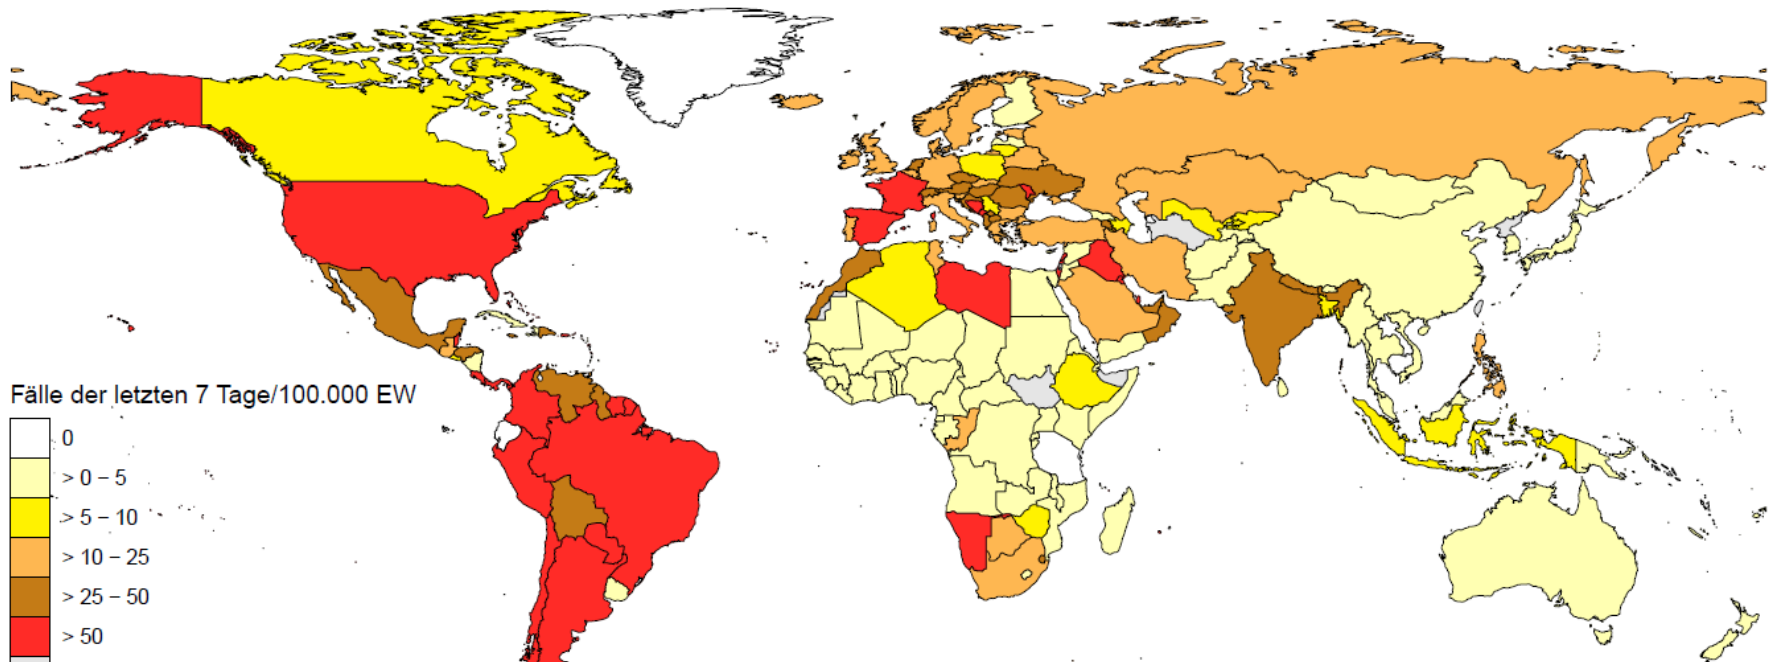 Fälle der letzten 7 Tage/100.000 EW
0
> 0 – 5
> 5 – 10
> 10 – 25
> 25 – 50
> 50